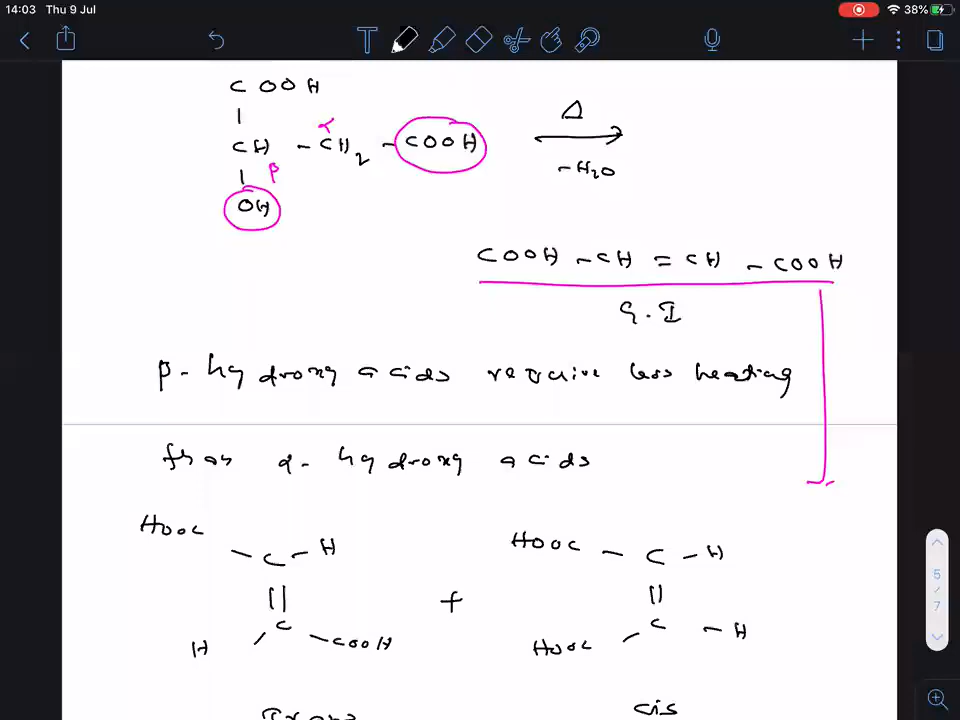 14:03 Thu 9 Jul
38%
T
COOH
|
CH - CH2 - COOH
α
β
|
OH
Δ
-H2O
COOH - CH = CH - COOH
G.I
β- hydroxy acids require less heating
than α- hydroxy acids
HOOC - C - H
||
H / C - COOH
+
HOOC - C - H
||
HOOC - C - H
Trans
cis
5
/
7